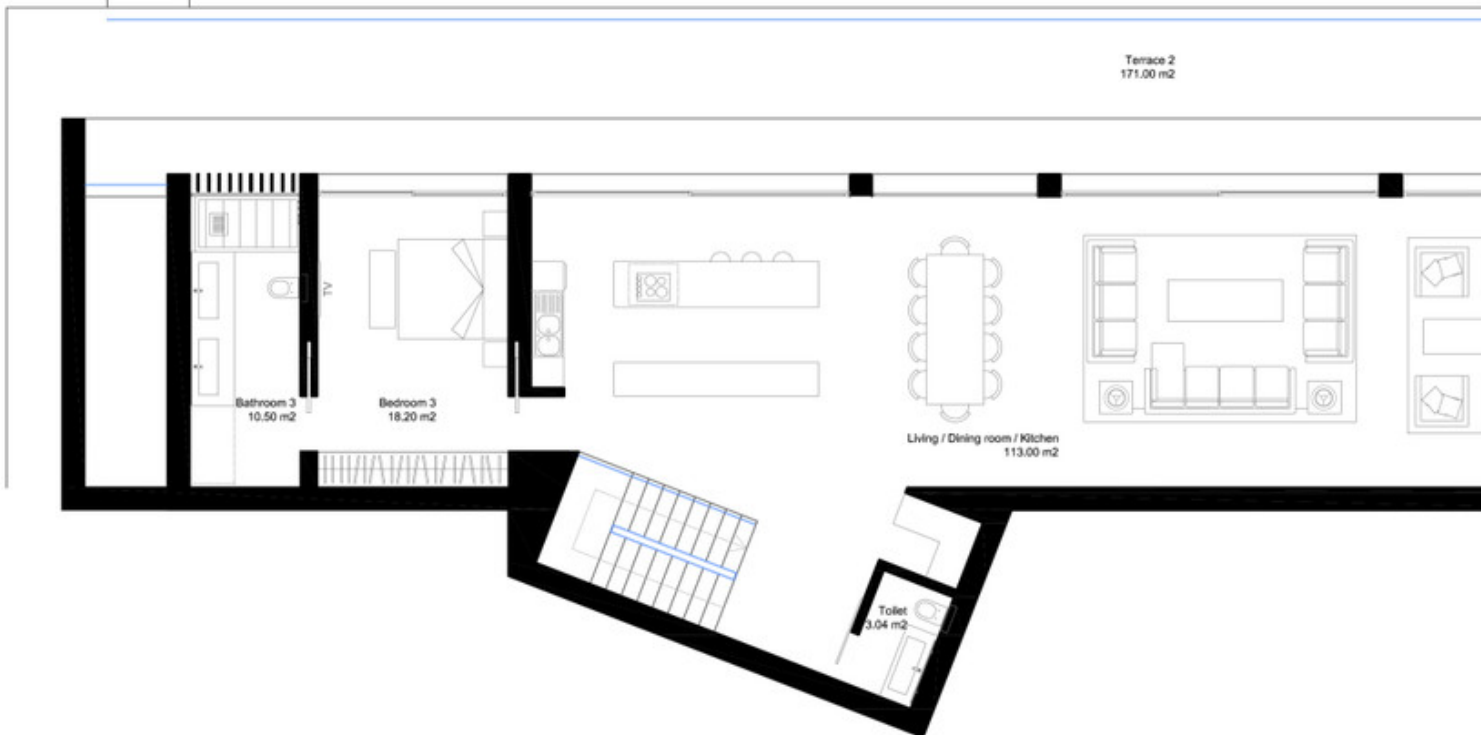 Terrace 2
171.00 m2
TV
Bathroom 3
10.50 m2
Bedroom 3
18.20 m2
Living / Dining room / Kitchen
113.00 m2
Toilet
3.04 m2